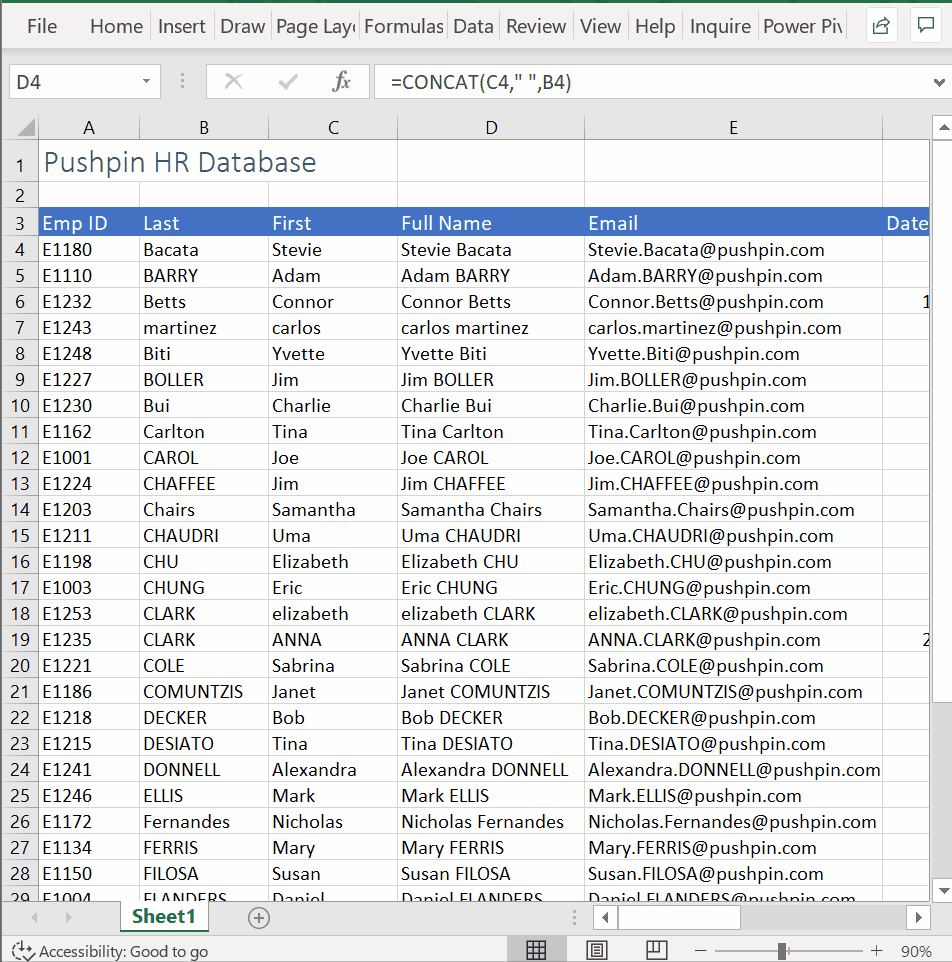 File Home Insert Draw Page Layo Formulas Data Review View Help Inquire Power Piv
D4 fx =CONCAT(C4," ",B4)
A B C D E
1 Pushpin HR Database
2
3 Emp ID Last First Full Name Email Date
4 E1180 Bacata Stevie Stevie Bacata Stevie.Bacata@pushpin.com
5 E1110 BARRY Adam Adam BARRY Adam.BARRY@pushpin.com
6 E1232 Betts Connor Connor Betts Connor.Betts@pushpin.com 1
7 E1243 martinez carlos carlos martinez carlos.martinez@pushpin.com
8 E1248 Biti Yvette Yvette Biti Yvette.Biti@pushpin.com
9 E1227 BOLLER Jim Jim BOLLER Jim.BOLLER@pushpin.com
10 E1230 Bui Charlie Charlie Bui Charlie.Bui@pushpin.com
11 E1162 Carlton Tina Tina Carlton Tina.Carlton@pushpin.com
12 E1001 CAROL Joe Joe CAROL Joe.CAROL@pushpin.com
13 E1224 CHAFFEE Jim Jim CHAFFEE Jim.CHAFFEE@pushpin.com
14 E1203 Chairs Samantha Samantha Chairs Samantha.Chairs@pushpin.com
15 E1211 CHAUDRI Uma Uma CHAUDRI Uma.CHAUDRI@pushpin.com
16 E1198 CHU Elizabeth Elizabeth CHU Elizabeth.CHU@pushpin.com
17 E1003 CHUNG Eric Eric CHUNG Eric.CHUNG@pushpin.com
18 E1253 CLARK elizabeth elizabeth CLARK elizabeth.CLARK@pushpin.com
19 E1235 CLARK ANNA ANNA CLARK ANNA.CLARK@pushpin.com 2
20 E1221 COLE Sabrina Sabrina COLE Sabrina.COLE@pushpin.com
21 E1186 COMUNTZIS Janet Janet COMUNTZIS Janet.COMUNTZIS@pushpin.com
22 E1218 DECKER Bob Bob DECKER Bob.DECKER@pushpin.com
23 E1215 DESIATO Tina Tina DESIATO Tina.DESIATO@pushpin.com
24 E1241 DONNELL Alexandra Alexandra DONNELL Alexandra.DONNELL@pushpin.com
25 E1246 ELLIS Mark Mark ELLIS Mark.ELLIS@pushpin.com
26 E1172 Fernandes Nicholas Nicholas Fernandes Nicholas.Fernandes@pushpin.com
27 E1134 FERRIS Mary Mary FERRIS Mary.FERRIS@pushpin.com
28 E1150 FILOSA Susan Susan FILOSA Susan.FILOSA@pushpin.com
29 E1004 FLANDERS Daniel Daniel FLANDERS Daniel.FLANDERS@pushpin.com
Sheet1
Accessibility: Good to go 90%